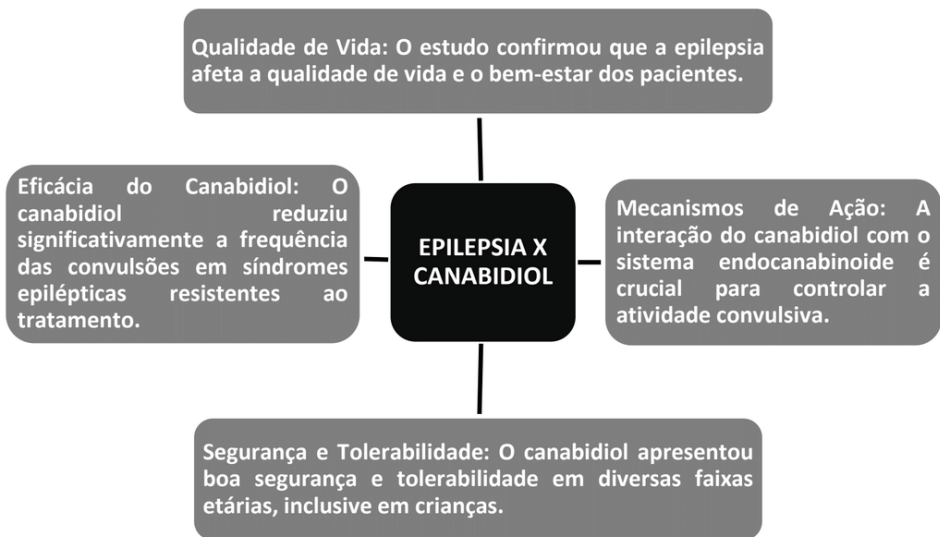 Qualidade de Vida: O estudo confirmou que a epilepsia
afeta a qualidade de vida e o bem-estar dos pacientes.
Eficácia do Canabidiol: O
canabidiol reduziu
significativamente a frequência
das convulsões em síndromes
epilépticas resistentes ao
tratamento.
EPILEPSIA X
CANABIDIOL
Mecanismos de Ação: A
interação do canabidiol com o
sistema endocanabinoide é
crucial para controlar a
atividade convulsiva.
Segurança e Tolerabilidade: O canabidiol apresentou
boa segurança e tolerabilidade em diversas faixas
etárias, inclusive em crianças.